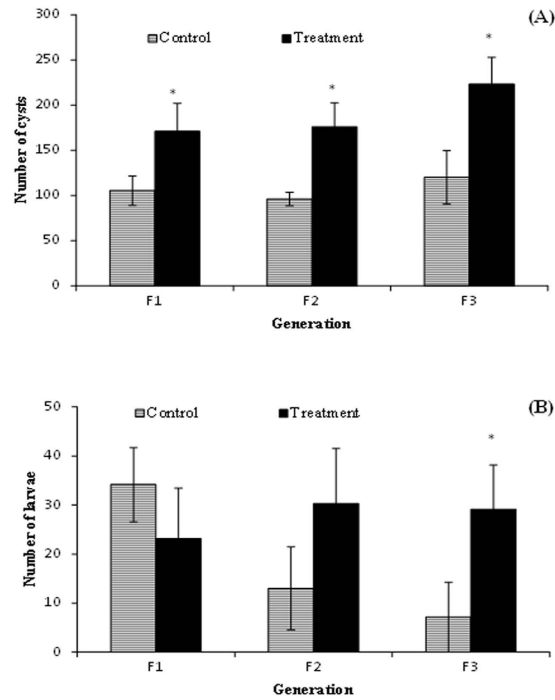 (A)
Control Treatment
Number of cysts
300
250
200
150
100
50
0
* * *
F1 F2 F3
Generation
(B)
Control Treatment
Number of larvae
50
40
30
20
10
0
*
F1 F2 F3
Generation